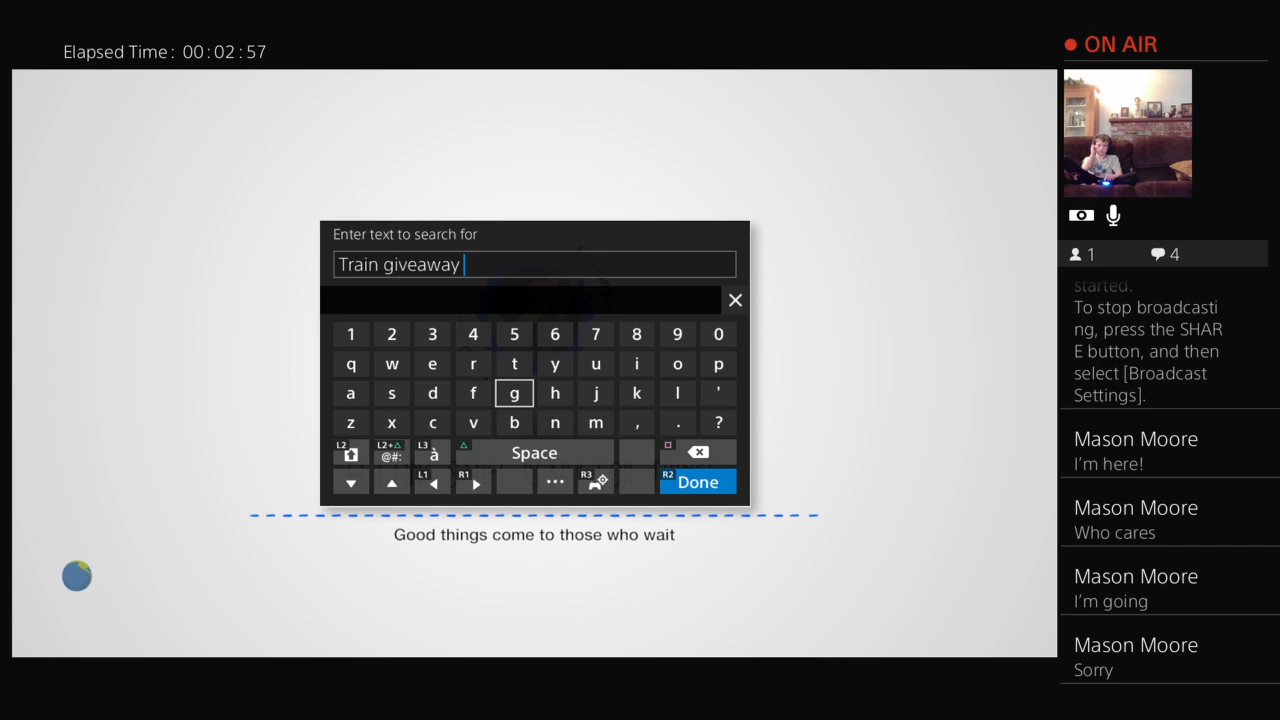 Elapsed Time: 00:02:57
ON AIR
Enter text to search for
Train giveaway
1 2 3 4 5 6 7 8 9 0
q w e r t y u i o p
a s d f g h j k l '
z x c v b n m , . ?
L2 L2+△ @#: L3 à △ Space
L1 R1 ... R3 R2 Done
Good things come to those who wait
1 4
started.
To stop broadcasti
ng, press the SHAR
E button, and then
select [Broadcast
Settings].
Mason Moore
I'm here!
Mason Moore
Who cares
Mason Moore
I'm going
Mason Moore
Sorry